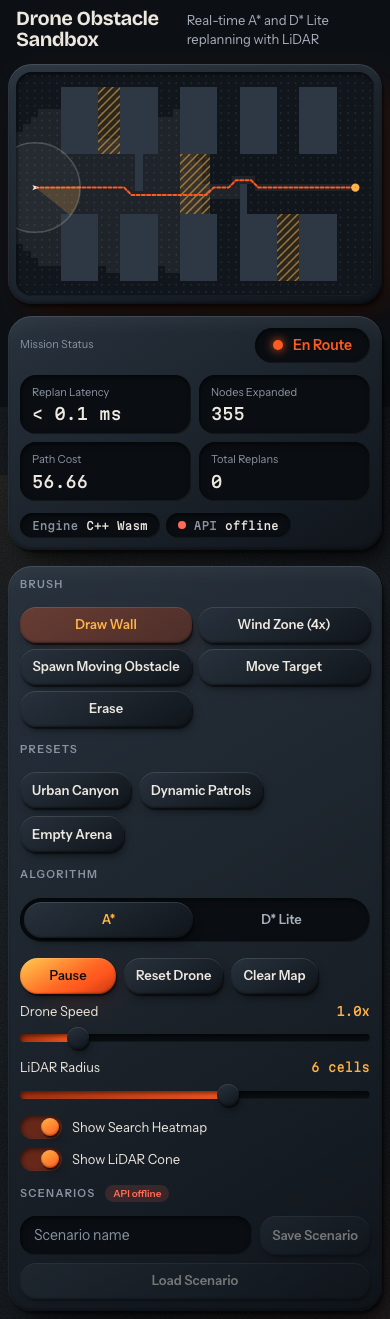 Drone Obstacle
Sandbox
Real-time A* and D* Lite
replanning with LiDAR
Mission Status
En Route
Replan Latency
< 0.1 ms
Nodes Expanded
355
Path Cost
56.66
Total Replans
0
Engine C++ Wasm
API offline
BRUSH
Draw Wall
Wind Zone (4x)
Spawn Moving Obstacle
Move Target
Erase
PRESETS
Urban Canyon
Dynamic Patrols
Empty Arena
ALGORITHM
A*
D* Lite
Pause
Reset Drone
Clear Map
Drone Speed
1.0x
LiDAR Radius
6 cells
Show Search Heatmap
Show LiDAR Cone
SCENARIOS
API offline
Scenario name
Save Scenario
Load Scenario